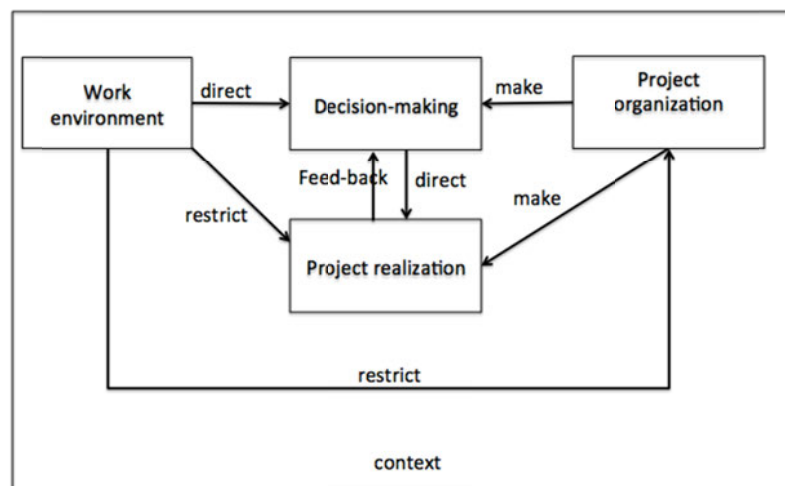 Work
environment
direct
Decision-making
make
Project
organization
Feed-back
direct
restrict
make
Project realization
restrict
context